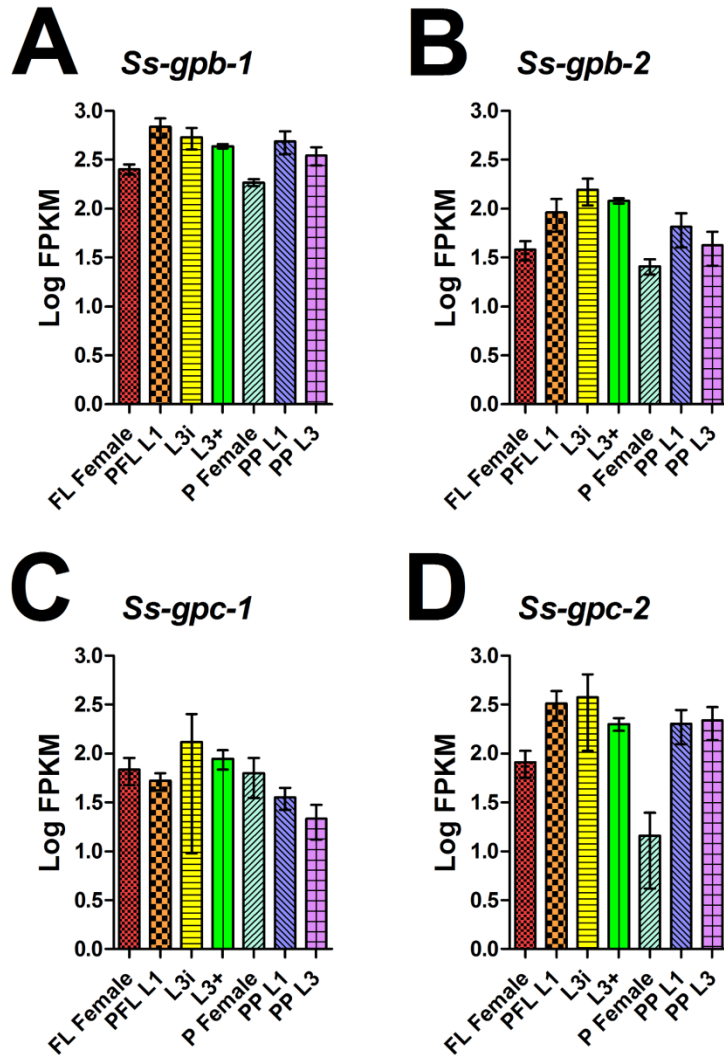 A Ss-gpb-1
3.0
2.5
2.0
1.5
1.0
0.5
0.0
Log FPKM
FL Female
PFL L1
L3i
L3+
P Female
PP L1
PP L3
B Ss-gpb-2
3.0
2.5
2.0
1.5
1.0
0.5
0.0
Log FPKM
FL Female
PFL L1
L3i
L3+
P Female
PP L1
PP L3
C Ss-gpc-1
3.0
2.5
2.0
1.5
1.0
0.5
0.0
Log FPKM
FL Female
PFL L1
L3i
L3+
P Female
PP L1
PP L3
D Ss-gpc-2
3.0
2.5
2.0
1.5
1.0
0.5
0.0
Log FPKM
FL Female
PFL L1
L3i
L3+
P Female
PP L1
PP L3